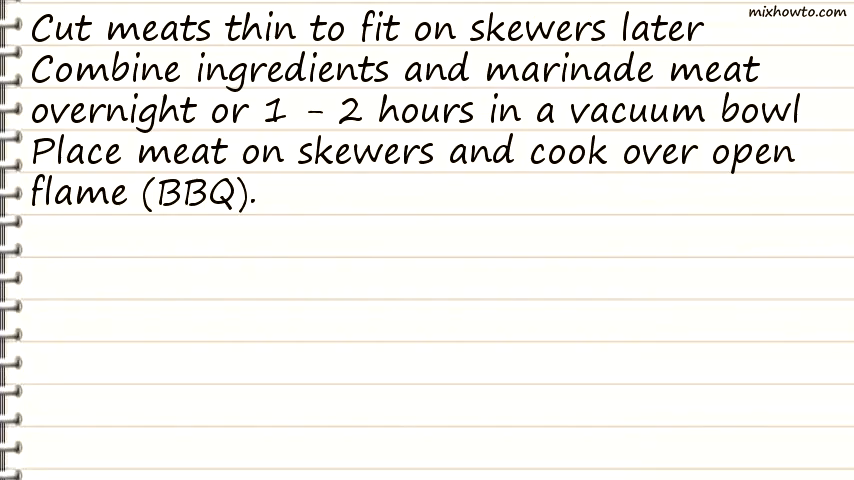 mixhowto.com
Cut meats thin to fit on skewers later
Combine ingredients and marinade meat
overnight or 1 - 2 hours in a vacuum bowl
Place meat on skewers and cook over open
flame (BBQ).